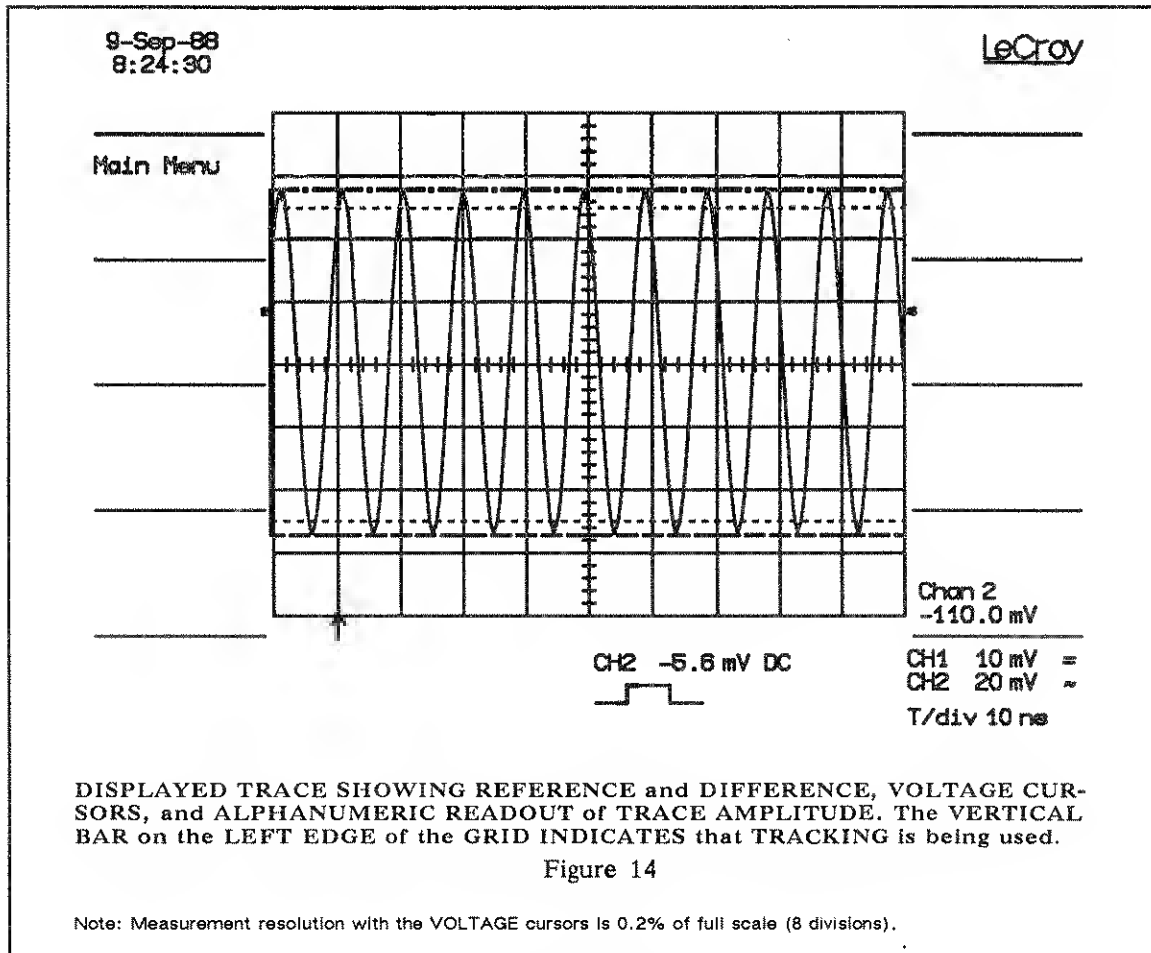 9-Sep-88
8:24:30
LeCroy
Main Menu
Chan 2
-110.0 mV
CH2 -5.6 mV DC
CH1 10 mV =
CH2 20 mV ≈
T/div 10 ns
DISPLAYED TRACE SHOWING REFERENCE and DIFFERENCE, VOLTAGE CUR-
SORS, and ALPHANUMERIC READOUT of TRACE AMPLITUDE. The VERTICAL
BAR on the LEFT EDGE of the GRID INDICATES that TRACKING is being used.
Figure 14
Note: Measurement resolution with the VOLTAGE cursors is 0.2% of full scale (8 divisions).